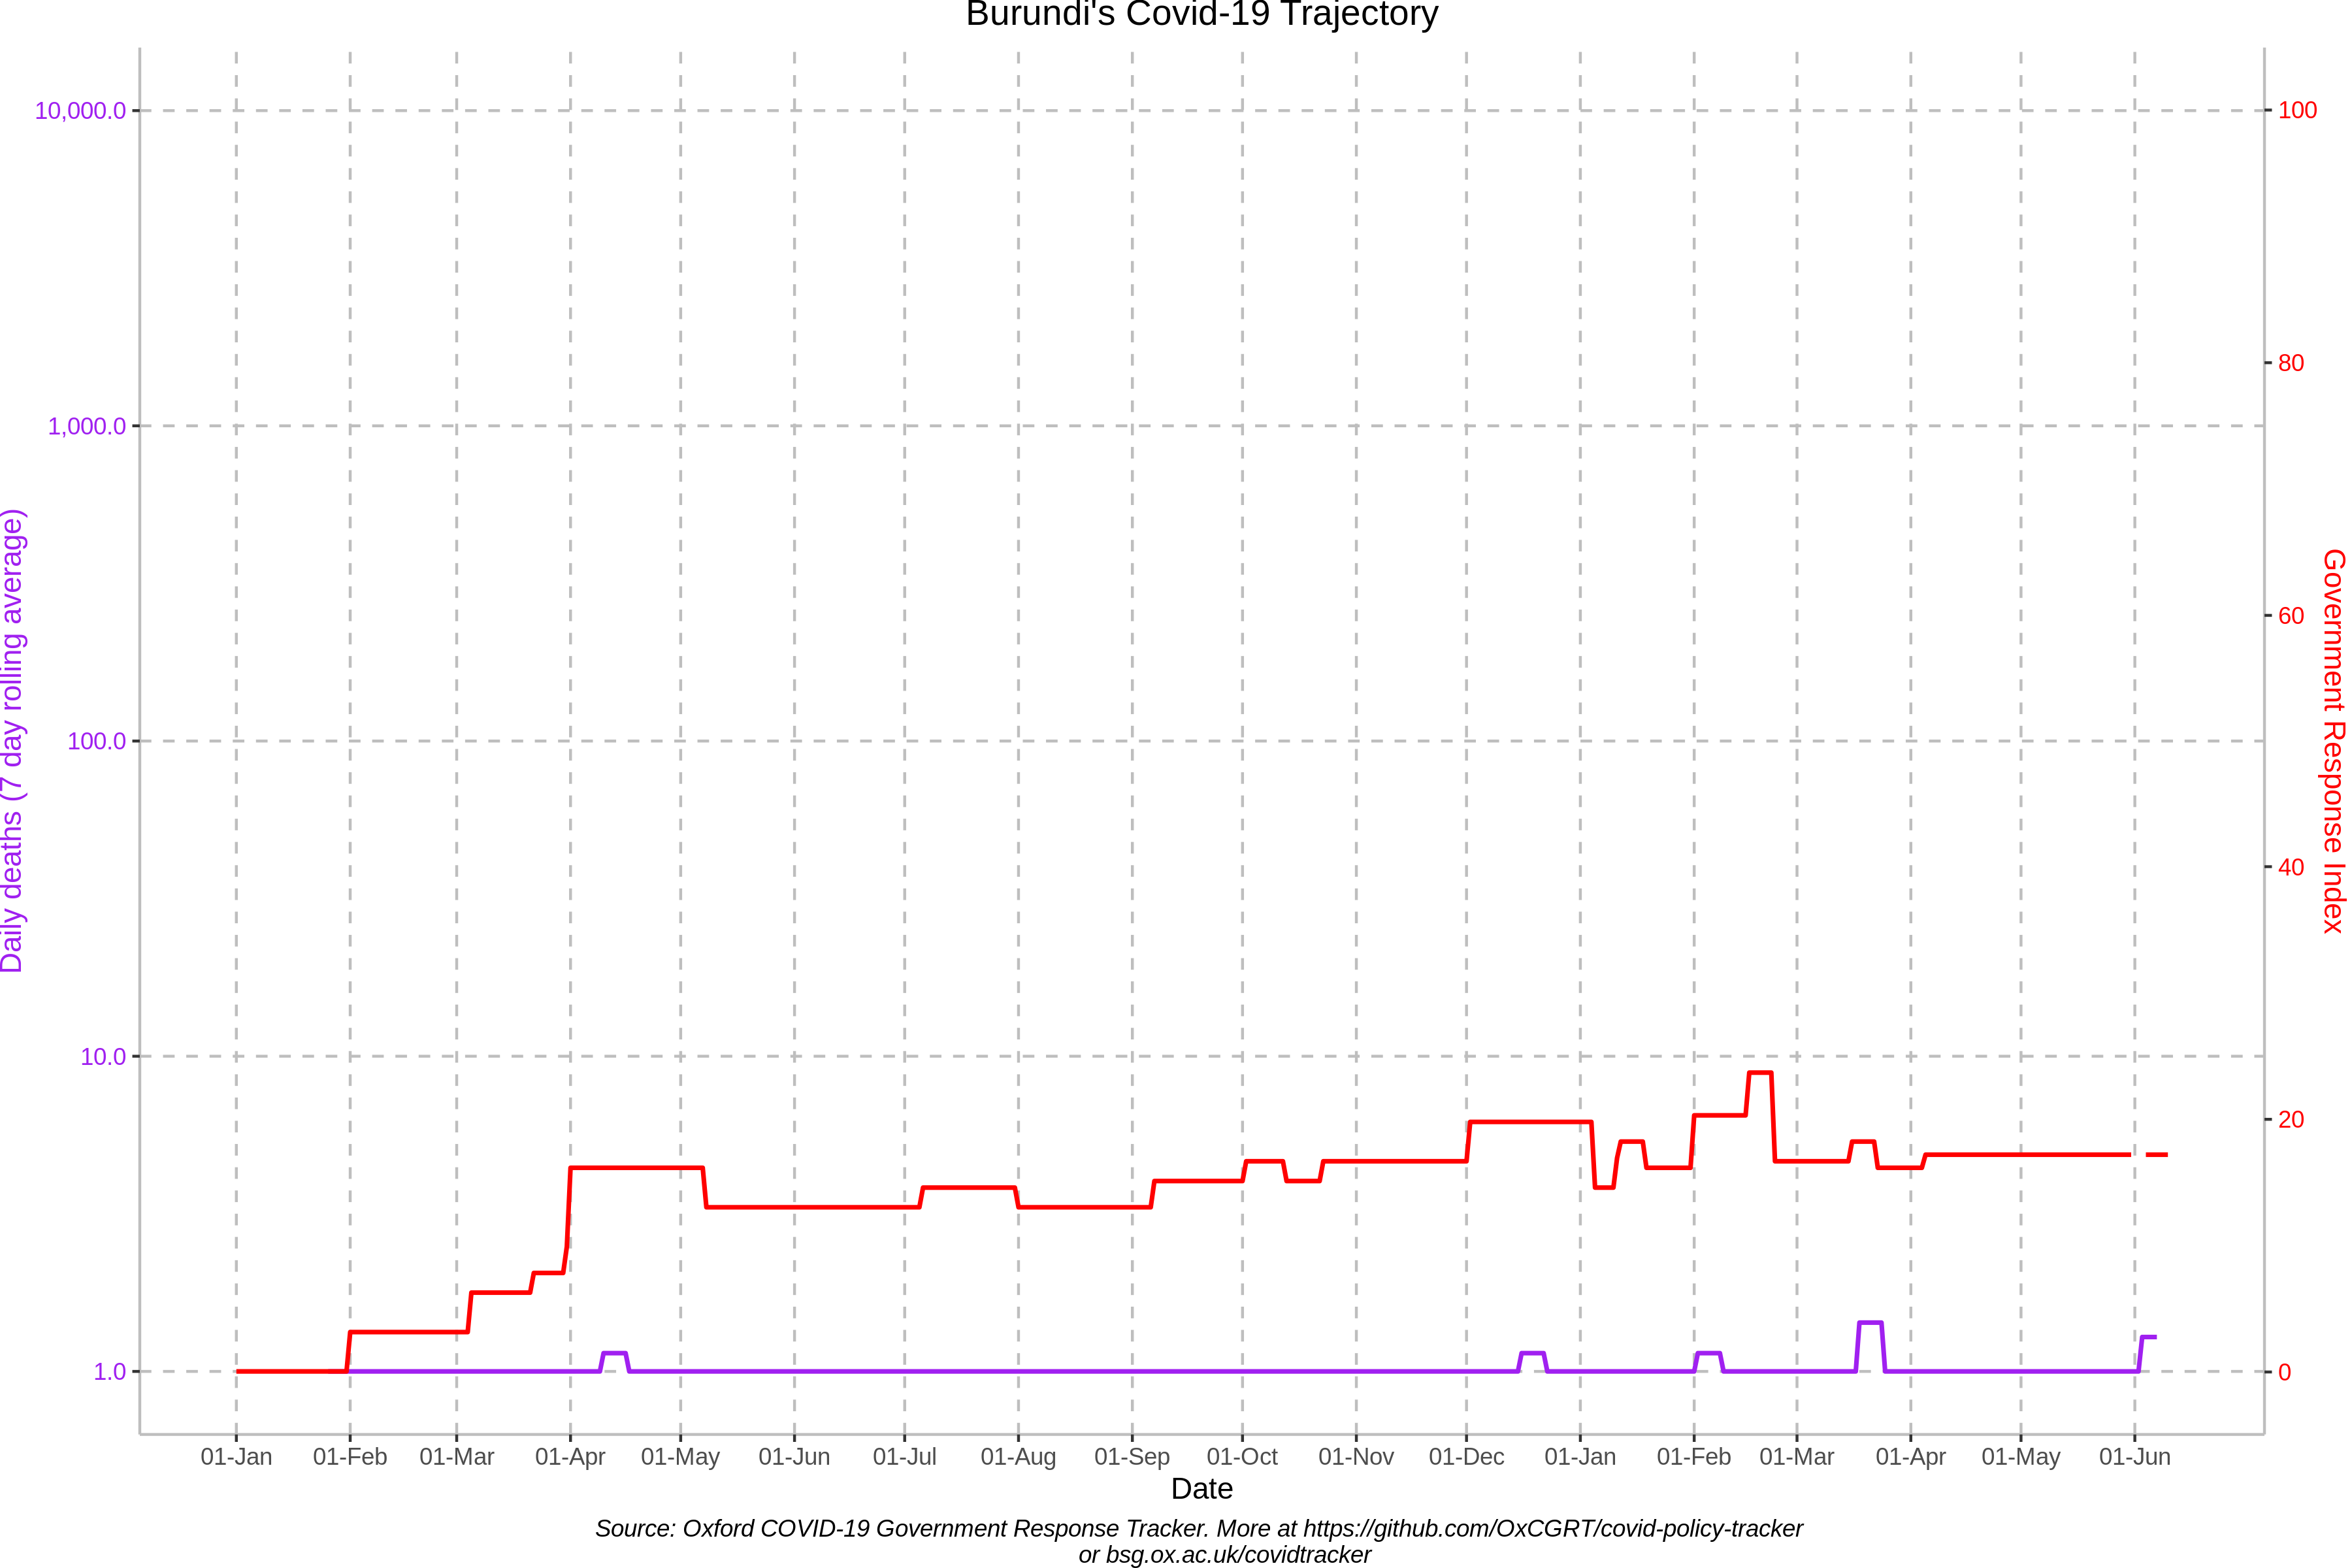 Burundi's Covid-19 Trajectory
10,000.0
1,000.0
100.0
10.0
1.0
Daily deaths (7 day rolling average)
100
80
60
40
20
0
Government Response Index
01-Jan 01-Feb 01-Mar 01-Apr 01-May 01-Jun 01-Jul 01-Aug 01-Sep 01-Oct 01-Nov 01-Dec 01-Jan 01-Feb 01-Mar 01-Apr 01-May 01-Jun
Date
Source: Oxford COVID-19 Government Response Tracker. More at https://github.com/OxCGRT/covid-policy-tracker
or bsg.ox.ac.uk/covidtracker